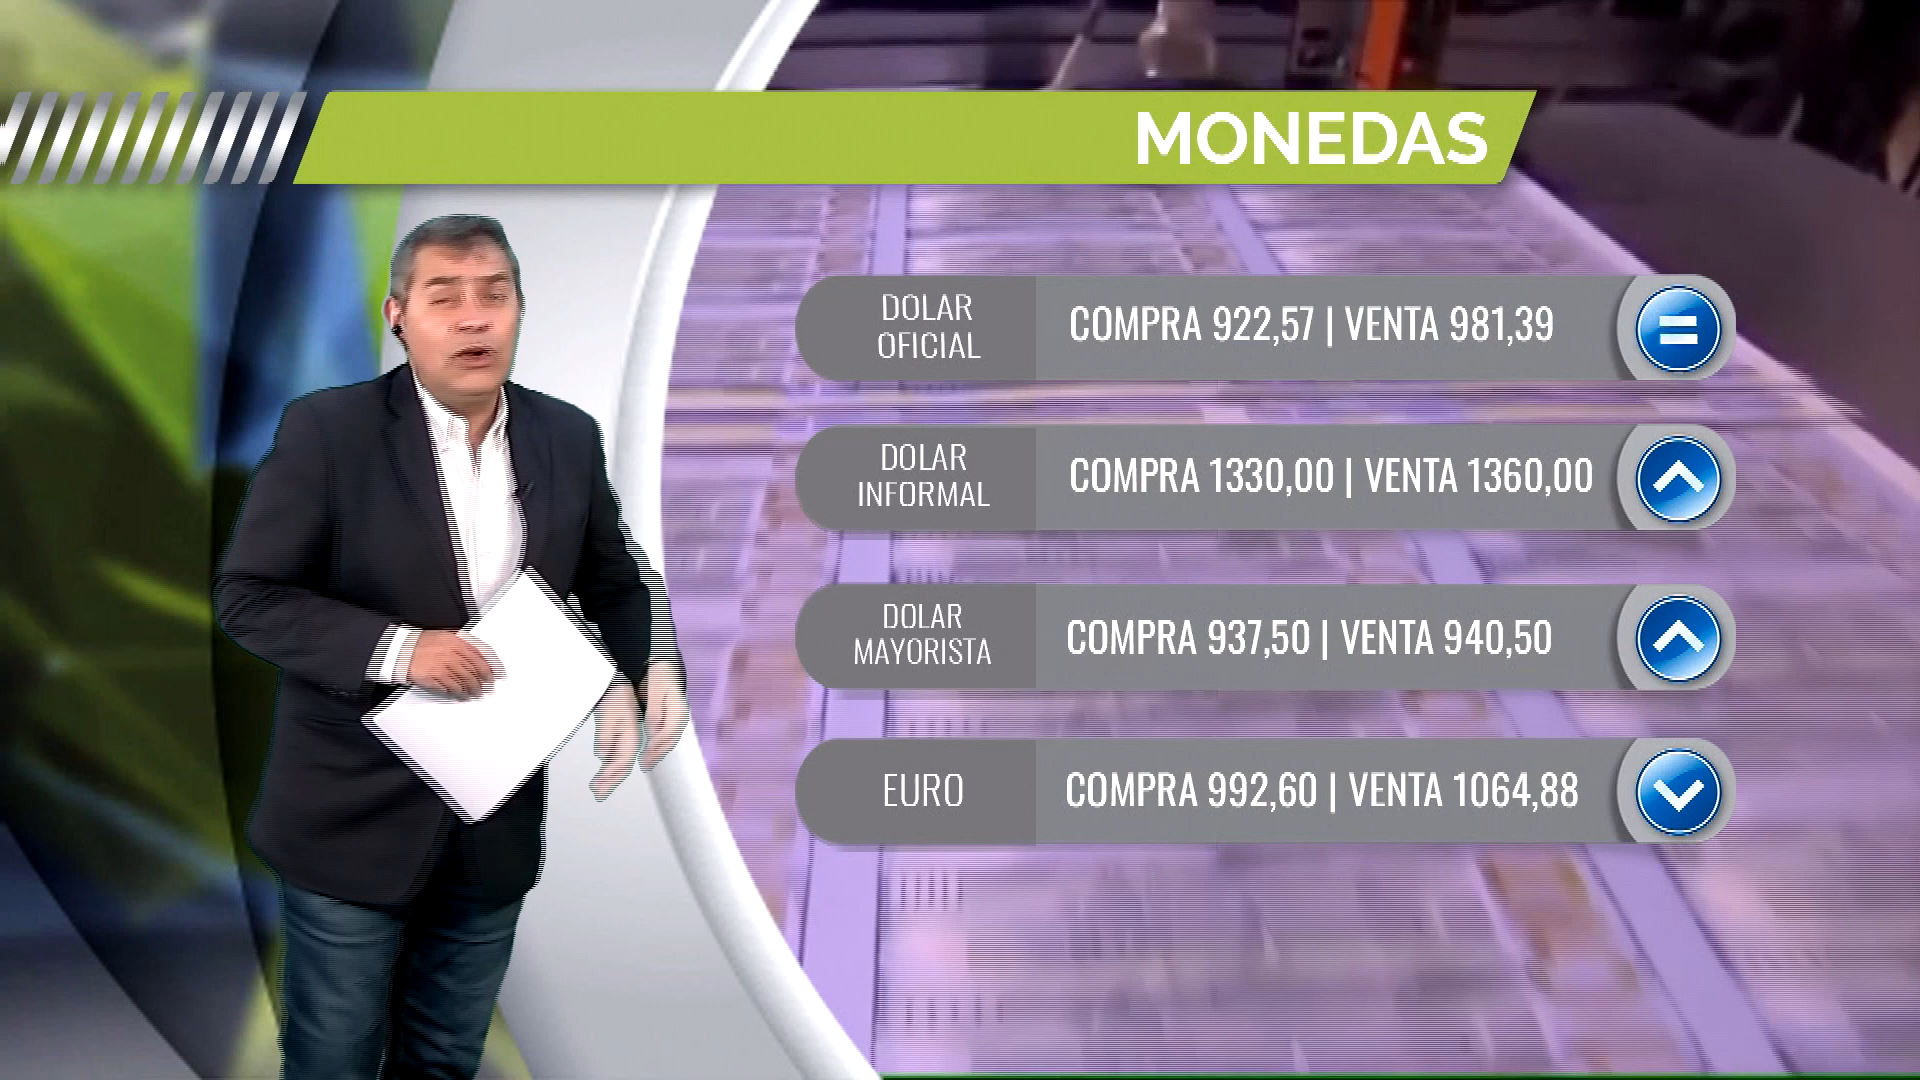 MONEDAS
DOLAR
OFICIAL
COMPRA 922,57 | VENTA 981,39
DOLAR
INFORMAL
COMPRA 1330,00 | VENTA 1360,00
DOLAR
MAYORISTA
COMPRA 937,50 | VENTA 940,50
EURO
COMPRA 992,60 | VENTA 1064,88